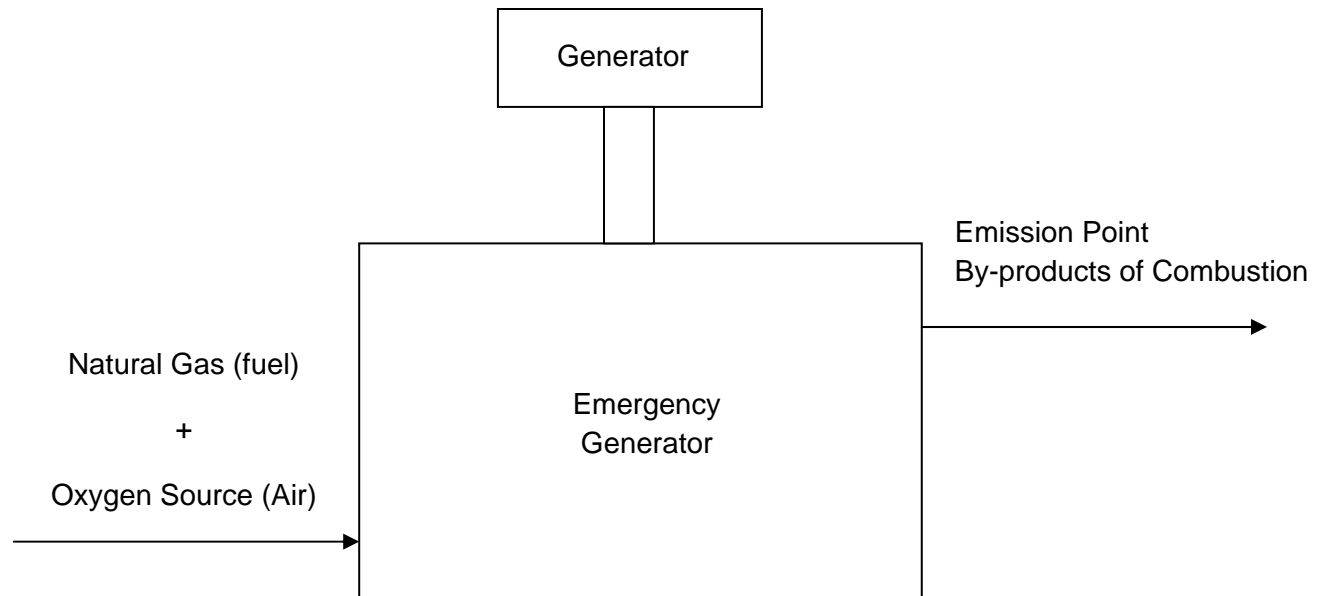 Generator
Emission Point
By-products of Combustion
Natural Gas (fuel)
+
Oxygen Source (Air)
Emergency
Generator